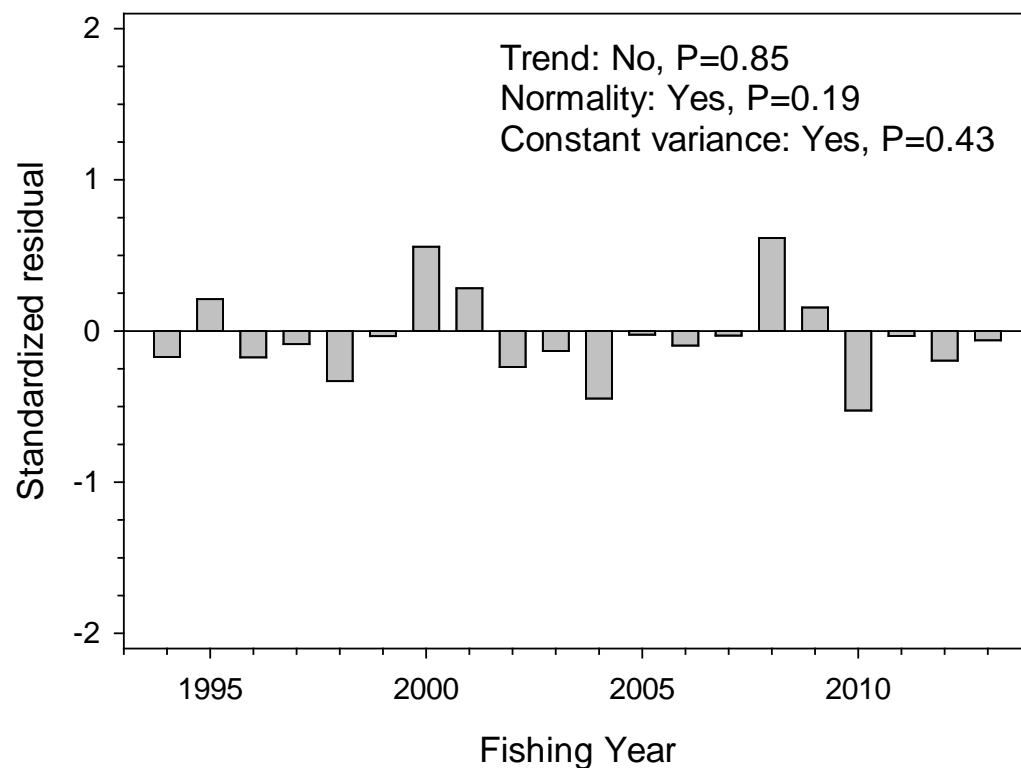 Trend: No, P=0.85
Normality: Yes, P=0.19
Constant variance: Yes, P=0.43
Standardized residual
2
1
0
-1
-2
1995
2000
2005
2010
Fishing Year